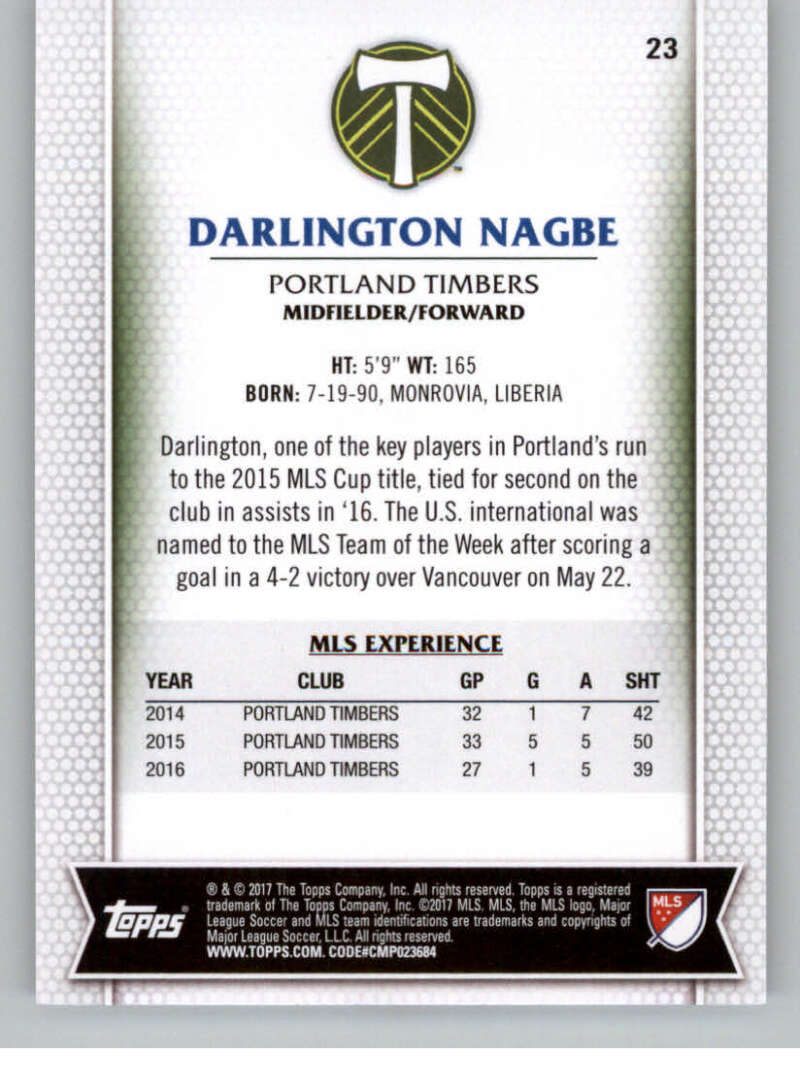 23
DARLINGTON NAGBE
PORTLAND TIMBERS
MIDFIELDER/FORWARD
HT: 5'9" WT: 165
BORN: 7-19-90, MONROVIA, LIBERIA
Darlington, one of the key players in Portland's run
to the 2015 MLS Cup title, tied for second on the
club in assists in '16. The U.S. international was
named to the MLS Team of the Week after scoring a
goal in a 4-2 victory over Vancouver on May 22.
MLS EXPERIENCE
YEAR CLUB GP G A SHT
2014 PORTLAND TIMBERS 32 1 7 42
2015 PORTLAND TIMBERS 33 5 5 50
2016 PORTLAND TIMBERS 27 1 5 39
® & © 2017 The Topps Company, Inc. All rights reserved. Topps is a registered
trademark of The Topps Company, Inc. ©2017 MLS. MLS, the MLS logo, Major
League Soccer and MLS team identifications are trademarks and copyrights of
Major League Soccer, L.L.C. All rights reserved.
WWW.TOPPS.COM. CODE#CMP023684
Topps®
MLS